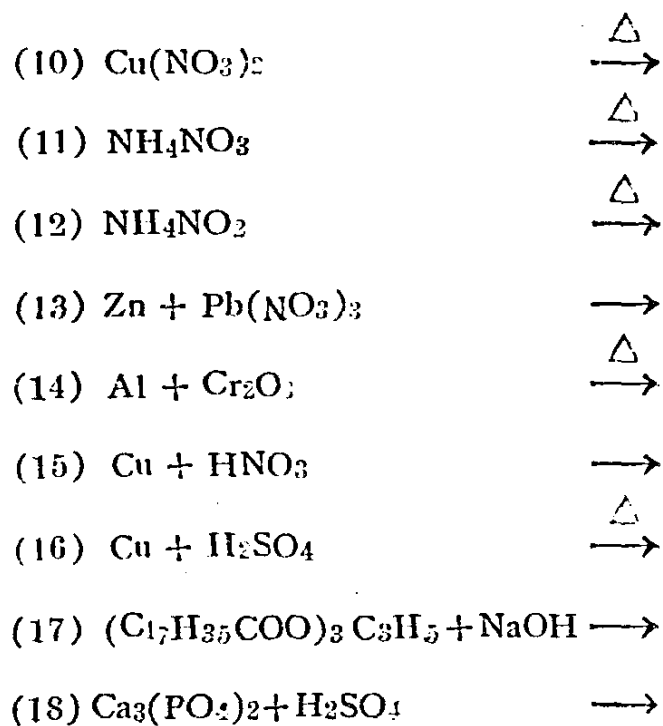 (10) Cu(NO₃)₂ —△→
(11) NH₄NO₃ —△→
(12) NH₄NO₂ —△→
(13) Zn + Pb(NO₃)₃ ⟶
(14) Al + Cr₂O₃ —△→
(15) Cu + HNO₃ ⟶
(16) Cu + H₂SO₄ —△→
(17) (C₁₇H₃₅COO)₃C₃H₅+NaOH ⟶
(18) Ca₃(PO₄)₂+H₂SO₄ ⟶